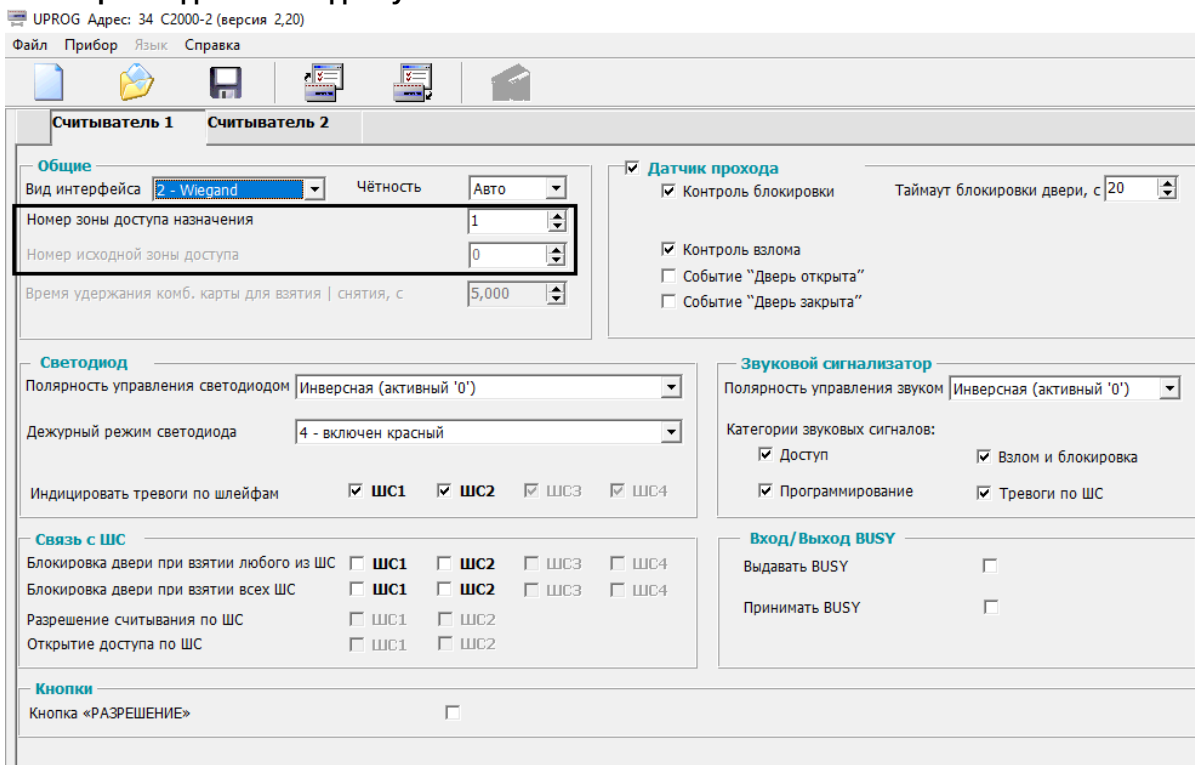 UPROG Адрес: 34 С2000-2 (версия 2,20)
Файл Прибор Язык Справка
Считыватель 1 Считыватель 2
Общие
Вид интерфейса 2 - Wiegand Чётность Авто
Номер зоны доступа назначения 1
Номер исходной зоны доступа 0
Время удержания комб. карты для взятия | снятия, с 5,000
Датчик прохода
Контроль блокировки Таймаут блокировки двери, с 20
Контроль взлома
Событие "Дверь открыта"
Событие "Дверь закрыта"
Светодиод
Полярность управления светодиодом Инверсная (активный '0')
Дежурный режим светодиода 4 - включен красный
Индицировать тревоги по шлейфам ШС1 ШС2 ШС3 ШС4
Звуковой сигнализатор
Полярность управления звуком Инверсная (активный '0')
Категории звуковых сигналов:
Доступ Взлом и блокировка
Программирование Тревоги по ШС
Связь с ШС
Блокировка двери при взятии любого из ШС ШС1 ШС2 ШС3 ШС4
Блокировка двери при взятии всех ШС ШС1 ШС2 ШС3 ШС4
Разрешение считывания по ШС ШС1 ШС2
Открытие доступа по ШС ШС1 ШС2
Вход/Выход BUSY
Выдавать BUSY
Принимать BUSY
Кнопки
Кнопка «РАЗРЕШЕНИЕ»